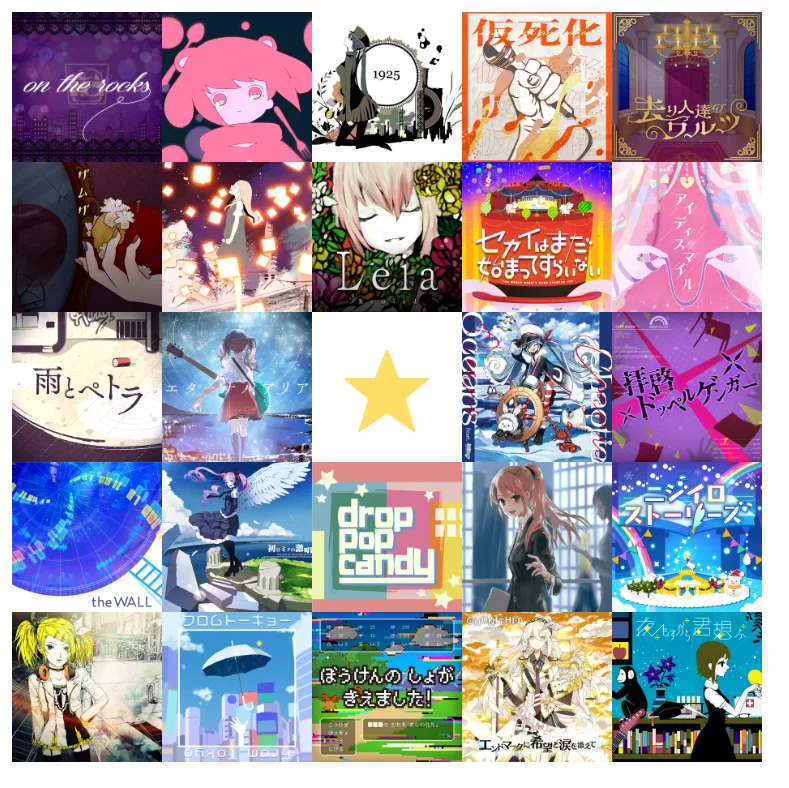 on the rocks
1925
仮死化
去り人達の
ワルツ
Leia
セカイはまだ
始まってすらいない
アイディスマイル
雨とペトラ
エターナルアデリア
Oceans
Chaotic
拝啓
ドッペルゲンガー
the WALL
drop
pop
candy
ニジイロ
ストーリーズ
フロムトーキョー
From Tokyo
ぼうけんの しょが
きえました!
エンドマークに希望と涙を添えて
夜もすがら君想ふ